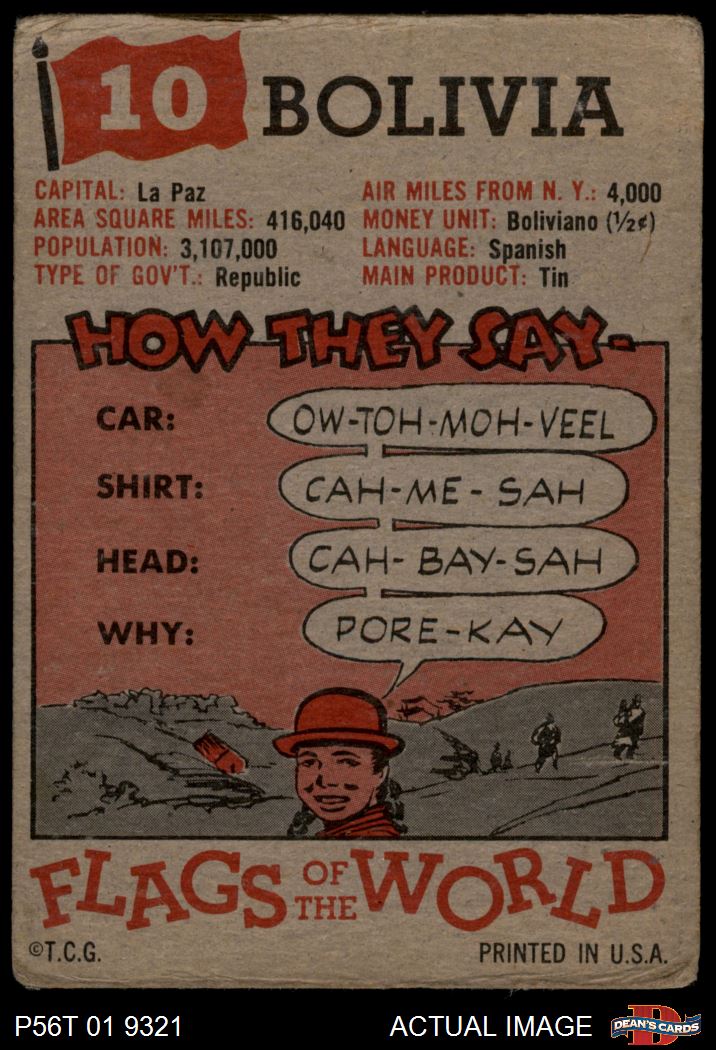 10 BOLIVIA
CAPITAL: La Paz
AREA SQUARE MILES: 416,040
POPULATION: 3,107,000
TYPE OF GOV'T.: Republic
AIR MILES FROM N. Y.: 4,000
MONEY UNIT: Boliviano (½¢)
LANGUAGE: Spanish
MAIN PRODUCT: Tin
HOW THEY SAY-
CAR: OW-TOH-MOH-VEEL
SHIRT: CAH-ME-SAH
HEAD: CAH-BAY-SAH
WHY: PORE-KAY
FLAGS OF THE WORLD
©T.C.G. PRINTED IN U.S.A.
P56T 01 9321 ACTUAL IMAGE DEAN'S CARDS